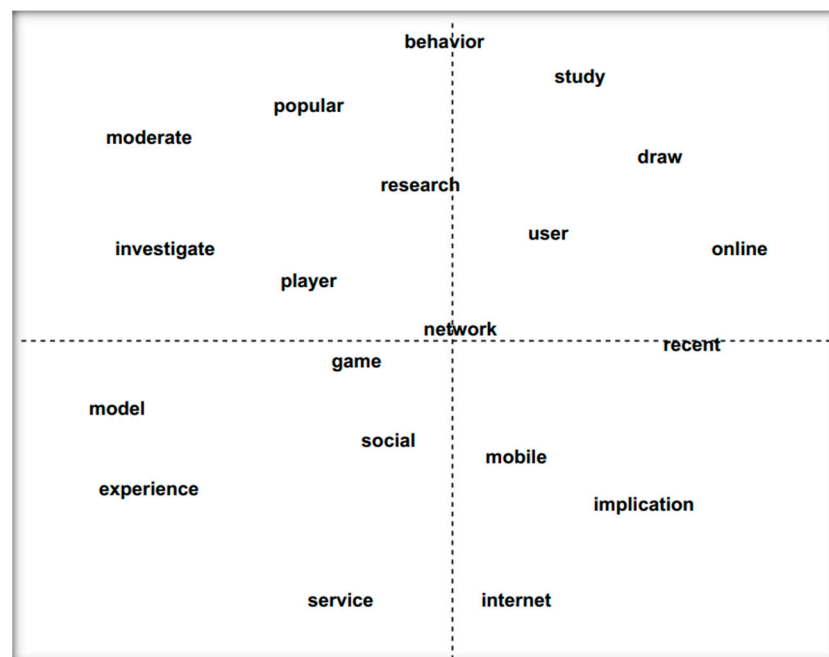 behavior
study
popular
moderate
draw
research
user
investigate
online
player
network
recent
game
model
social
mobile
experience
implication
service
internet